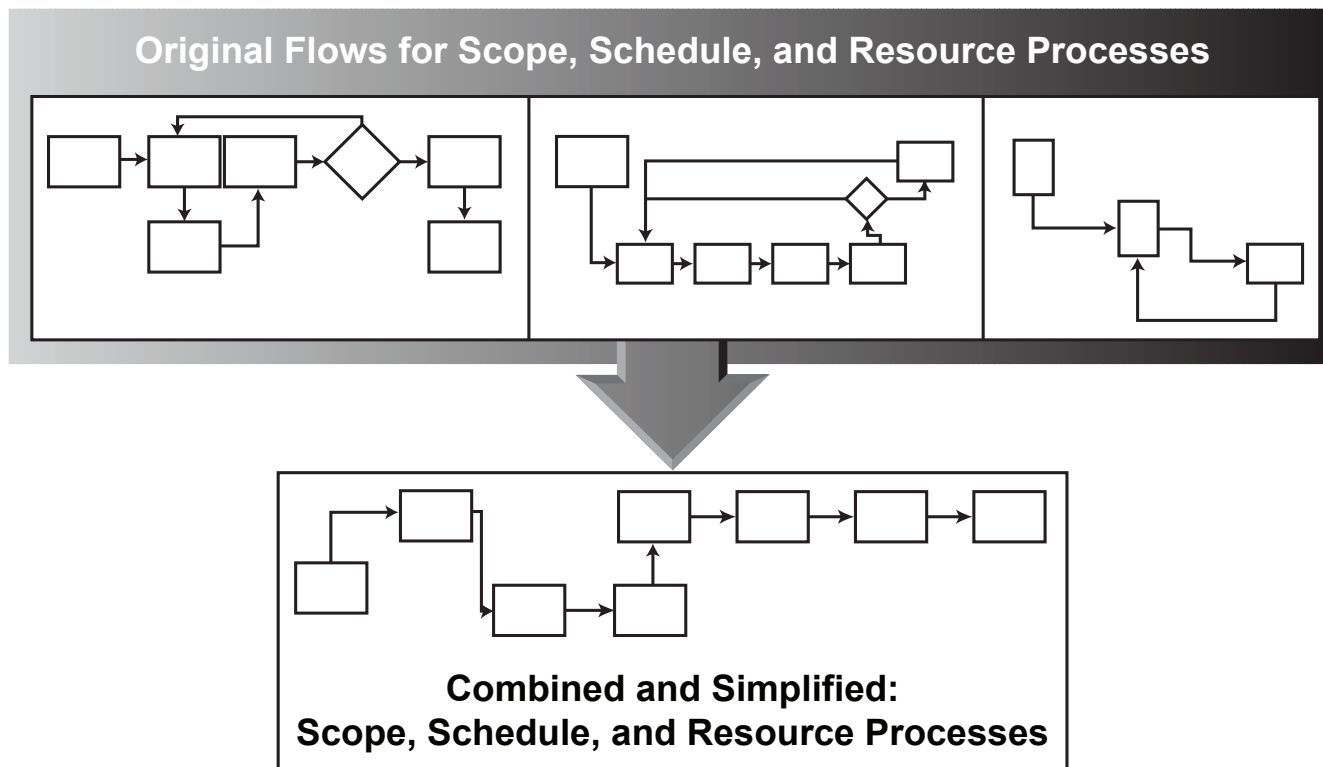 Original Flows for Scope, Schedule, and Resource Processes
Combined and Simplified:
Scope, Schedule, and Resource Processes